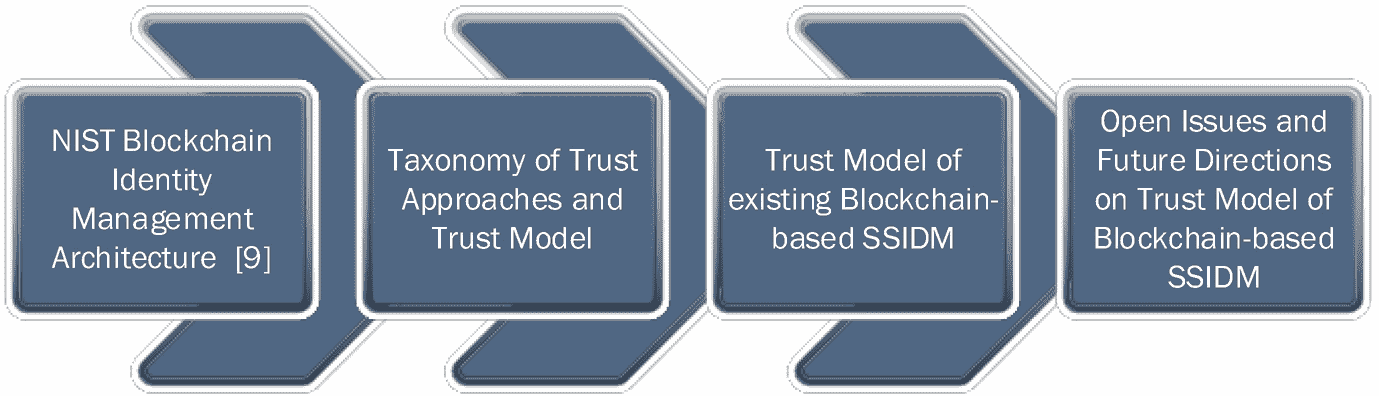 NIST Blockchain
Identity
Management
Architecture [9]
Taxonomy of Trust
Approaches and
Trust Model
Trust Model of
existing Blockchain-
based SSIDM
Open Issues and
Future Directions
on Trust Model of
Blockchain-based
SSIDM